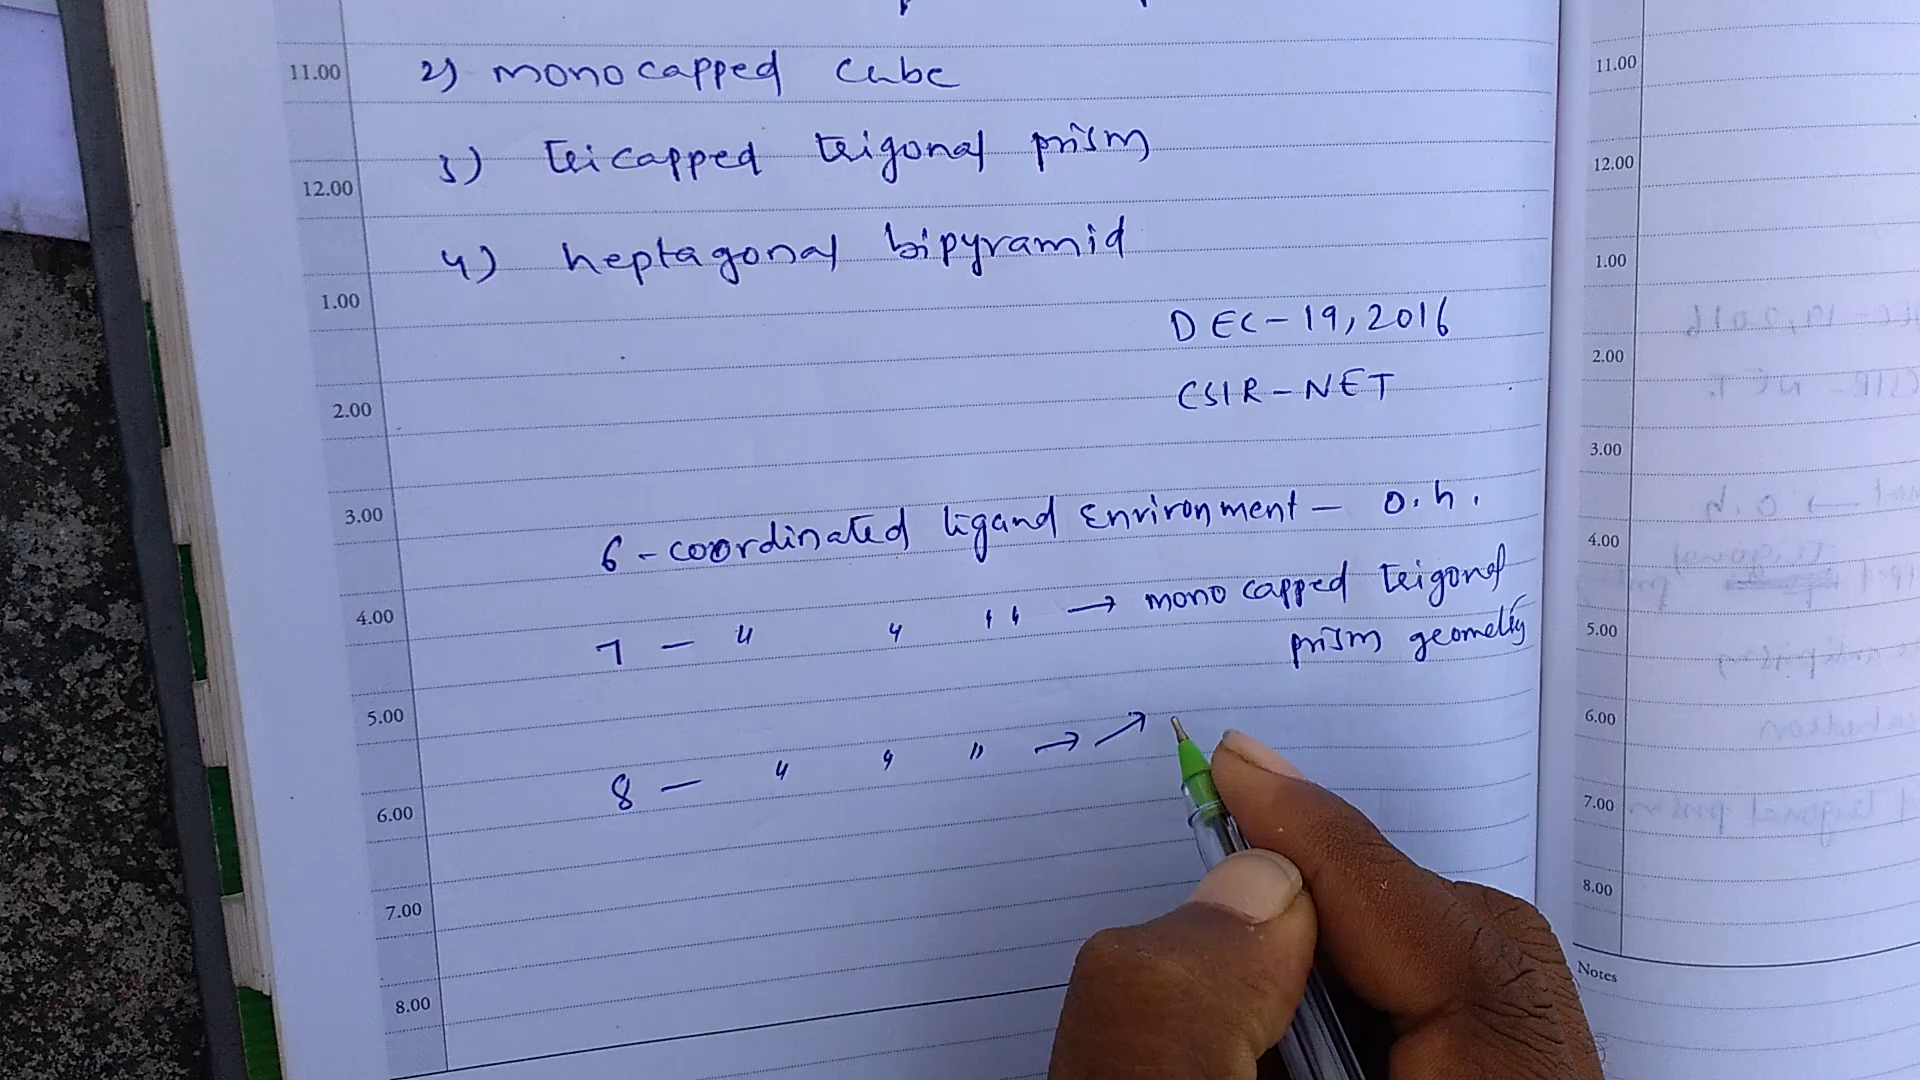 11.00 2) mono capped cube
3) tricapped trigonal prism
12.00
4) heptagonal bipyramid
1.00
DEC-19, 2016
2.00
CSIR-NET
3.00
6-coordinated ligand Environment - O.h.
4.00
7 - " " " → mono capped trigonal
prism geometry
5.00
8 - " " " → →
6.00
7.00
8.00
11.00
12.00
1.00
2.00
3.00
4.00
5.00
6.00
7.00
8.00
Notes